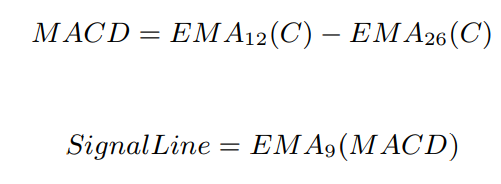 MACD = EMA₁₂(C) − EMA₂₆(C)
SignalLine = EMA₉(MACD)